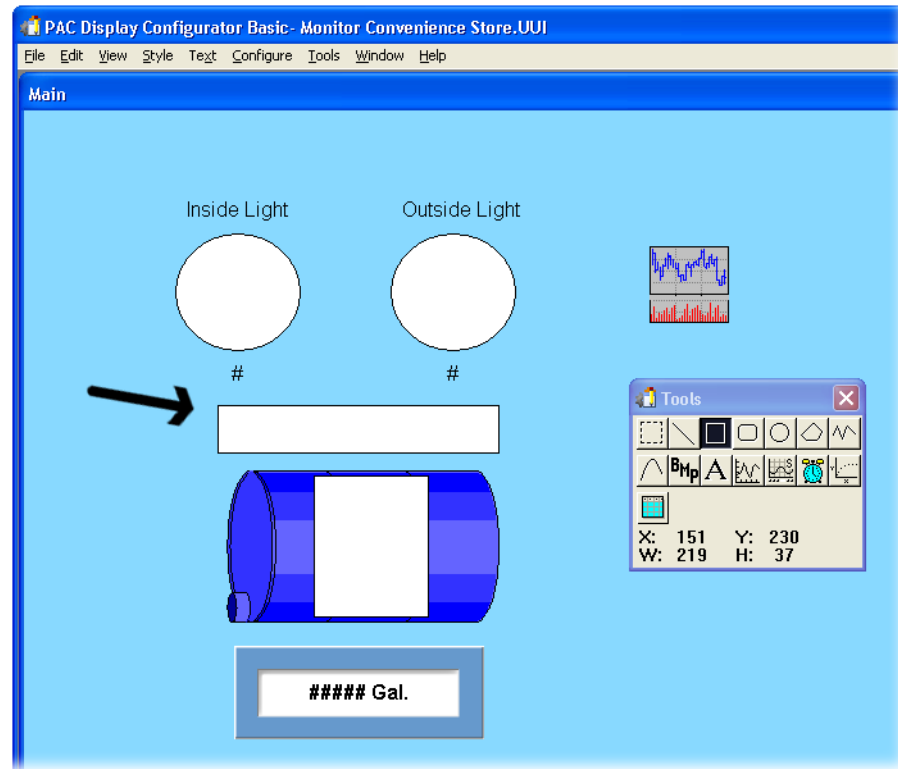 PAC Display Configurator Basic- Monitor Convenience Store.UUI
File Edit View Style Text Configure Tools Window Help
Main
Inside Light Outside Light
# #
Tools
BMP A
X: 151 Y: 230
W: 219 H: 37
##### Gal.